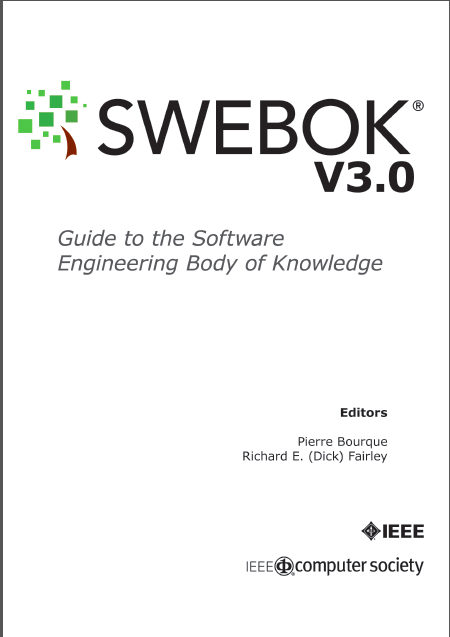 SWEBOK®
V3.0
Guide to the Software
Engineering Body of Knowledge
Editors
Pierre Bourque
Richard E. (Dick) Fairley
IEEE
IEEE computer society